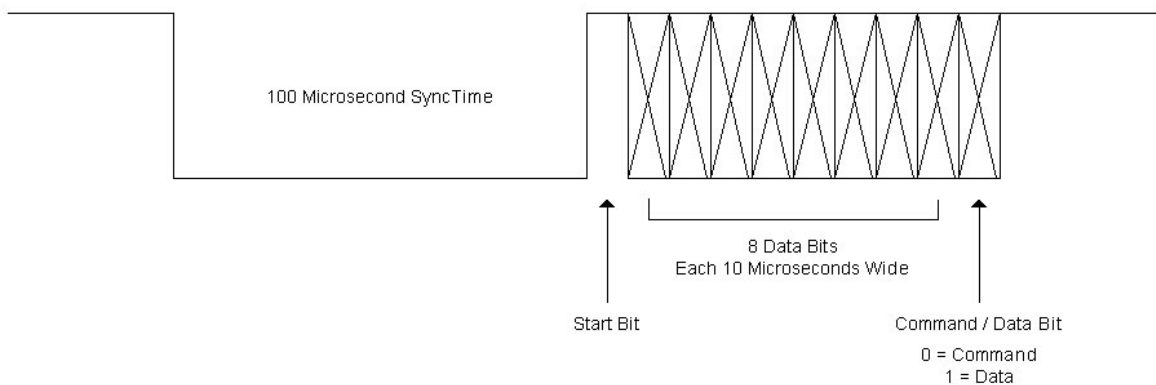 100 Microsecond SyncTime
8 Data Bits
Each 10 Microseconds Wide
Start Bit
Command / Data Bit
0 = Command
1 = Data